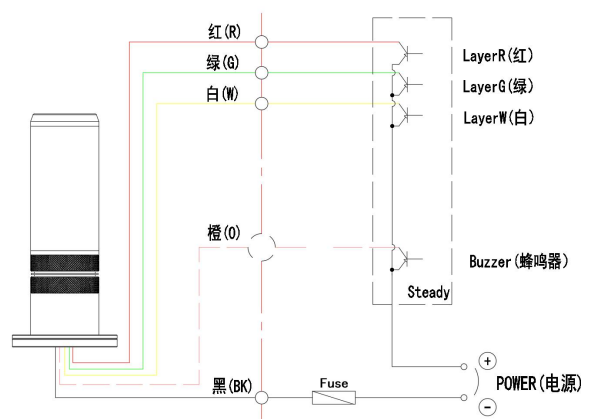 红(R)
绿(G)
白(W)
LayerR(红)
LayerG(绿)
LayerW(白)
橙(O)
Buzzer(蜂鸣器)
Steady
黑(BK)
Fuse
+
POWER(电源)
-